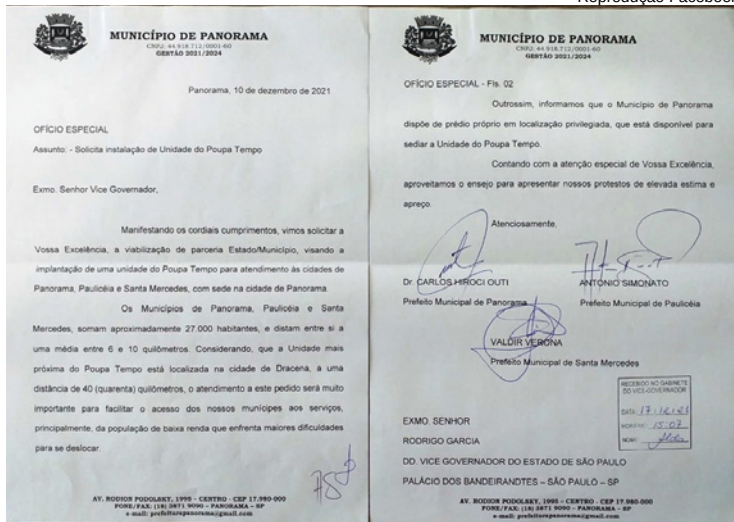 Reprodução Facebook
MUNICÍPIO DE PANORAMA
CNPJ: 44.918.712/0001-60
GESTÃO 2021/2024
Panorama, 10 de dezembro de 2021
OFÍCIO ESPECIAL
Assunto: - Solicita instalação de Unidade do Poupa Tempo
Exmo. Senhor Vice Governador,
Manifestando os cordiais cumprimentos, vimos solicitar a
Vossa Excelência, a viabilização de parceria Estado/Município, visando a
implantação de uma unidade do Poupa Tempo para atendimento às cidades de
Panorama, Paulicéia e Santa Mercedes, com sede na cidade de Panorama.
Os Municípios de Panorama, Paulicéia e Santa
Mercedes, somam aproximadamente 27.000 habitantes, e distam entre si a
uma média entre 6 e 10 quilômetros. Considerando, que a Unidade mais
próxima do Poupa Tempo está localizada na cidade de Dracena, a uma
distância de 40 (quarenta) quilômetros, o atendimento a este pedido será muito
importante para facilitar o acesso dos nossos munícipes aos serviços,
principalmente, da população de baixa renda que enfrenta maiores dificuldades
para se deslocar.
AV. RODION PODOLSKY, 1995 – CENTRO - CEP 17.980-000
FONE/FAX: (18) 3871 9090 – PANORAMA – SP
e-mail: prefeiturapanorama@gmail.com
MUNICÍPIO DE PANORAMA
CNPJ: 44.918.712/0001-60
GESTÃO 2021/2024
OFÍCIO ESPECIAL - Fls. 02
Outrossim, informamos que o Município de Panorama
dispõe de prédio próprio em localização privilegiada, que está disponível para
sediar a Unidade do Poupa Tempo.
Contando com a atenção especial de Vossa Excelência,
aproveitamos o ensejo para apresentar nossos protestos de elevada estima e
apreço.
Atenciosamente,
Dr. CARLOS HIROCI OUTI
Prefeito Municipal de Panorama
ANTÔNIO SIMONATO
Prefeito Municipal de Paulicéia
VALDIR VERONA
Prefeito Municipal de Santa Mercedes
RECEBIDO NO GABINETE
DO VICE-GOVERNADOR
DATA: 17/12/21
HORÁRIO: 15:07
NOME:
EXMO. SENHOR
RODRIGO GARCIA
DD. VICE GOVERNADOR DO ESTADO DE SÃO PAULO
PALÁCIO DOS BANDEIRANDTES – SÃO PAULO – SP
AV. RODION PODOLSKY, 1995 – CENTRO - CEP 17.980-000
FONE/FAX: (18) 3871 9090 – PANORAMA – SP
e-mail: prefeiturapanorama@gmail.com